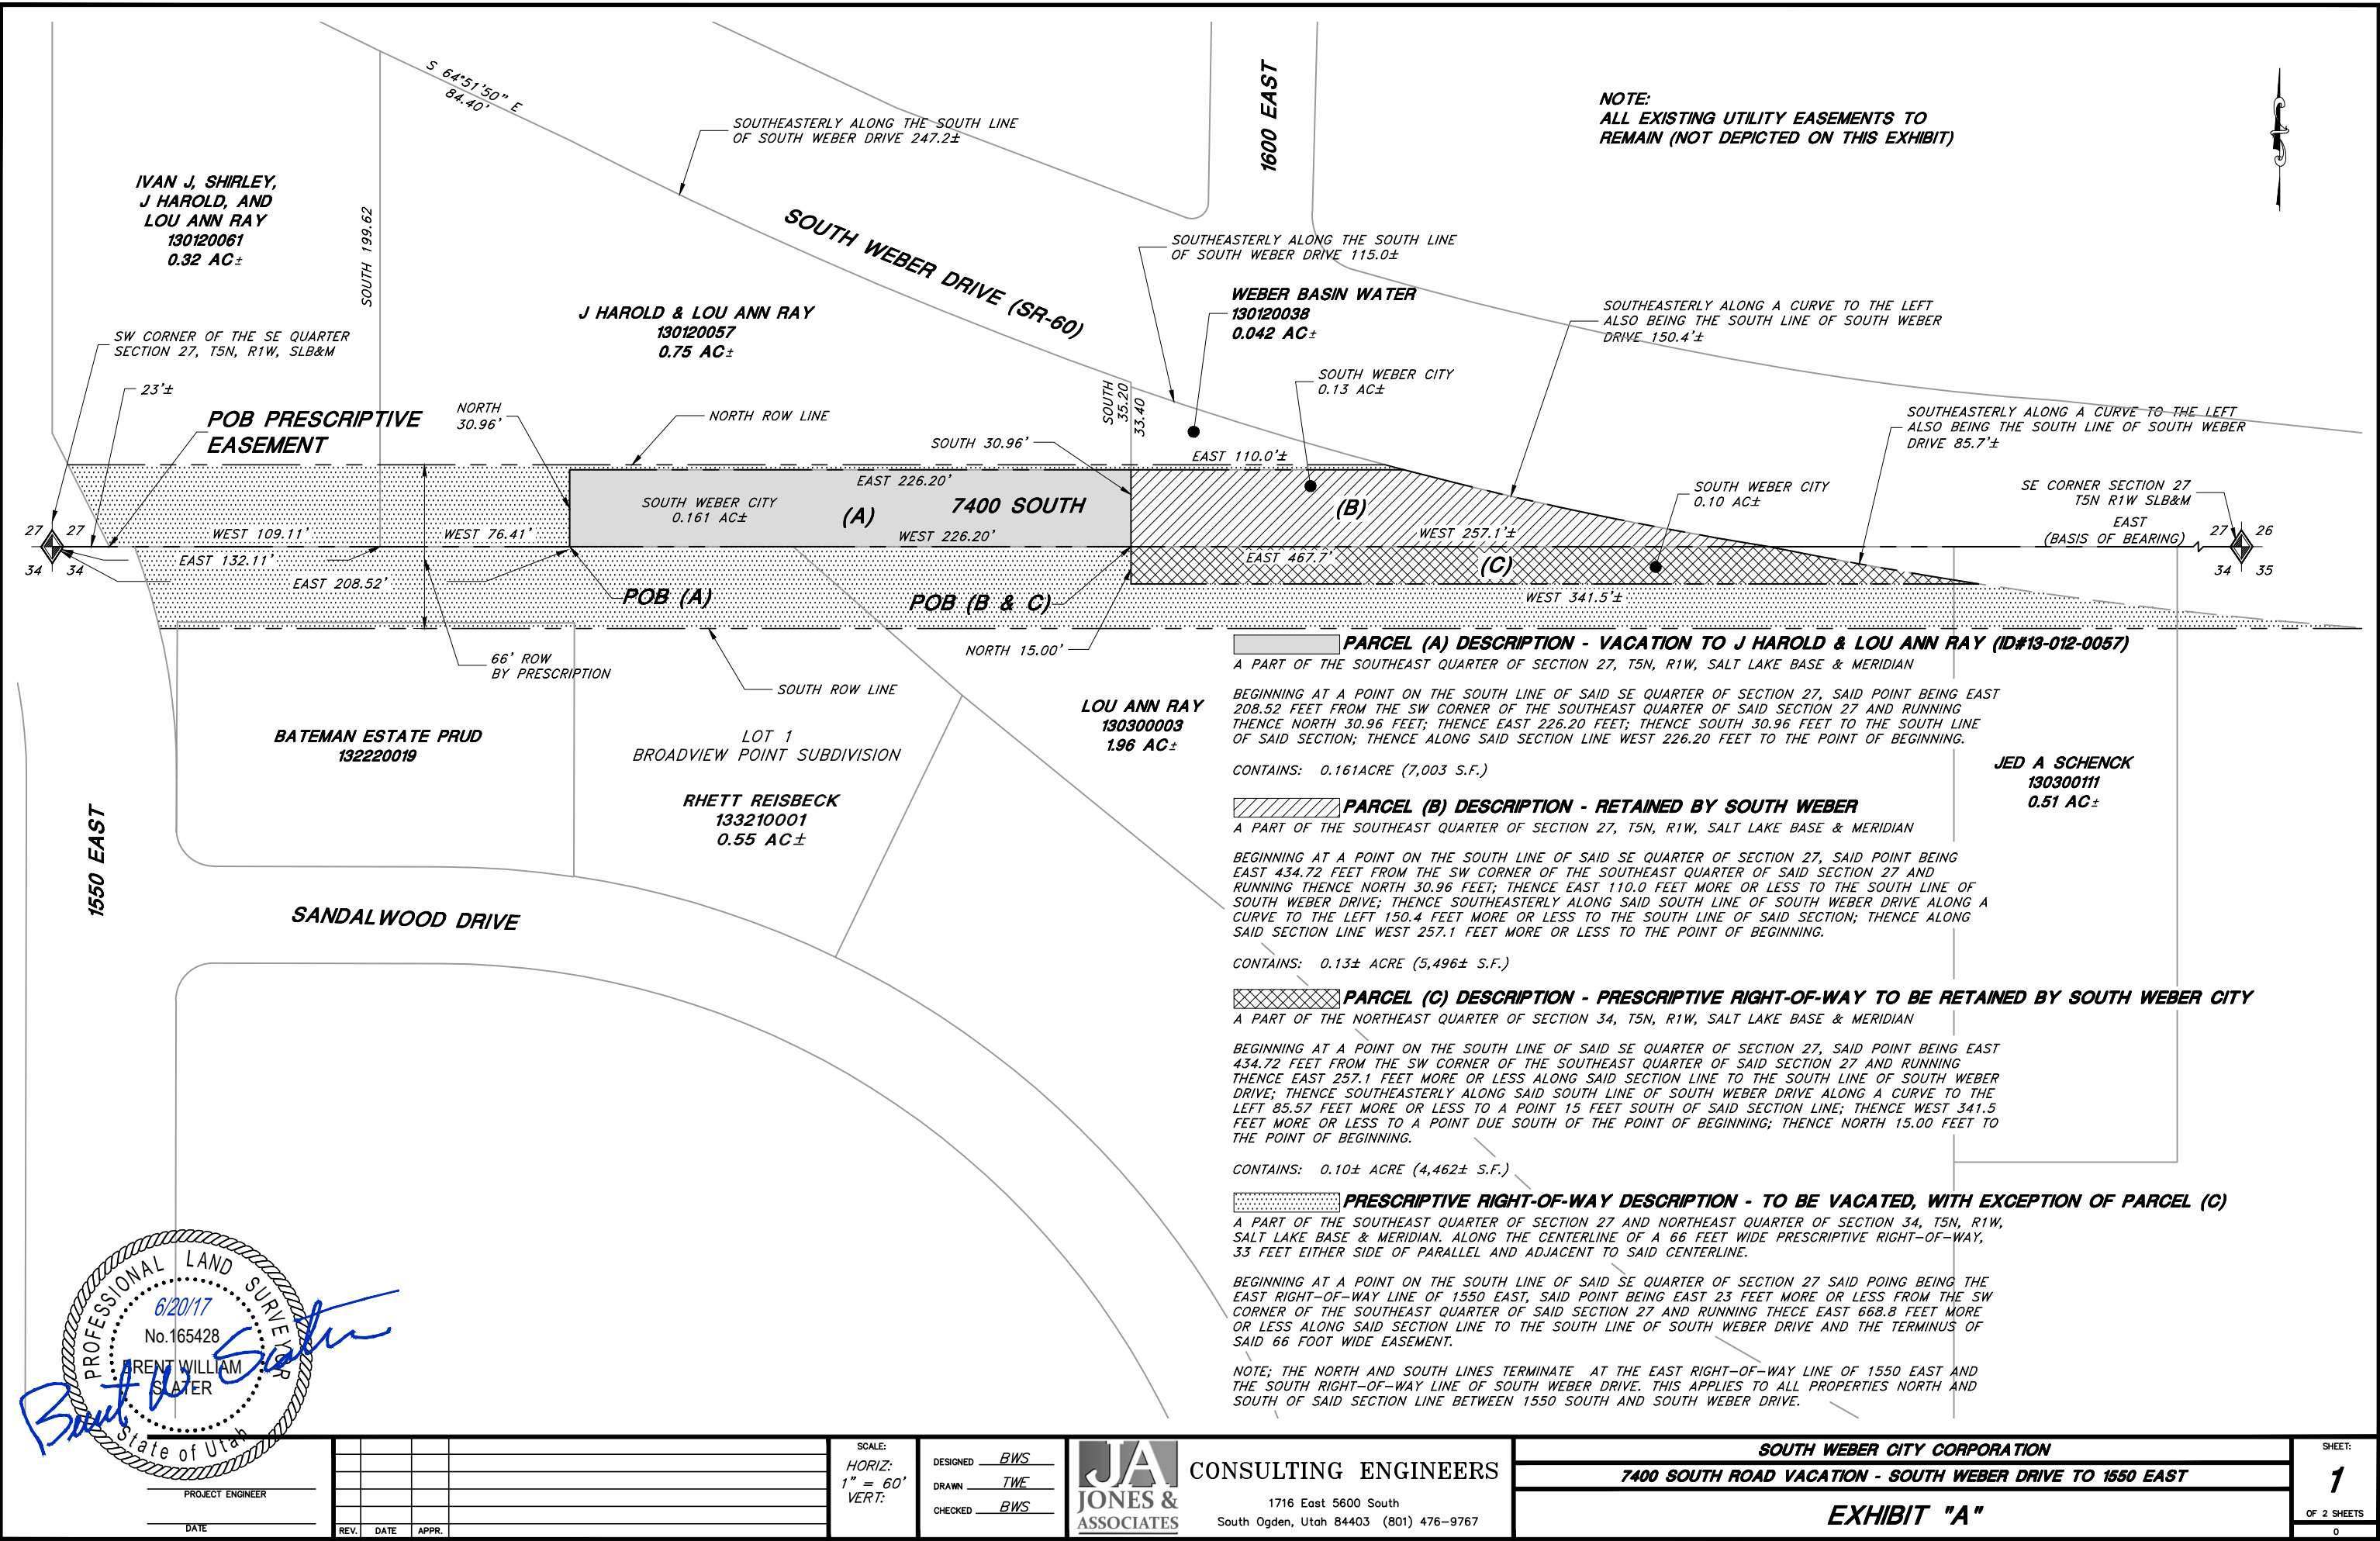 S 64°51'50" E
84.40'
SOUTHEASTERLY ALONG THE SOUTH LINE
OF SOUTH WEBER DRIVE 247.2±
1600 EAST
NOTE:
ALL EXISTING UTILITY EASEMENTS TO
REMAIN (NOT DEPICTED ON THIS EXHIBIT)
IVAN J, SHIRLEY,
J HAROLD, AND
LOU ANN RAY
130120061
0.32 AC±
SOUTH 199.62
SOUTH WEBER DRIVE (SR-60)
SOUTHEASTERLY ALONG THE SOUTH LINE
OF SOUTH WEBER DRIVE 115.0±
WEBER BASIN WATER
130120038
0.042 AC±
SOUTHEASTERLY ALONG A CURVE TO THE LEFT
ALSO BEING THE SOUTH LINE OF SOUTH WEBER
DRIVE 150.4'±
J HAROLD & LOU ANN RAY
130120057
0.75 AC±
SW CORNER OF THE SE QUARTER
SECTION 27, T5N, R1W, SLB&M
23'±
POB PRESCRIPTIVE
EASEMENT
NORTH
30.96'
NORTH ROW LINE
SOUTH 30.96'
SOUTH
35.20
33.40
SOUTH WEBER CITY
0.13 AC±
EAST 110.0'±
SOUTHEASTERLY ALONG A CURVE TO THE LEFT
ALSO BEING THE SOUTH LINE OF SOUTH WEBER
DRIVE 85.7'±
EAST 226.20'
SOUTH WEBER CITY
0.161 AC±
(A)
7400 SOUTH
(B)
SOUTH WEBER CITY
0.10 AC±
SE CORNER SECTION 27
T5N R1W SLB&M
EAST
(BASIS OF BEARING)
27 26
34 35
27 27
34 34
WEST 109.11'
WEST 76.41'
WEST 226.20'
WEST 257.1'±
EAST 132.11'
EAST 467.7'
(C)
EAST 208.52'
POB (A)
POB (B & C)
WEST 341.5'±
NORTH 15.00'
66' ROW
BY PRESCRIPTION
SOUTH ROW LINE
BATEMAN ESTATE PRUD
132220019
LOT 1
BROADVIEW POINT SUBDIVISION
RHETT REISBECK
133210001
0.55 AC±
LOU ANN RAY
130300003
1.96 AC±
JED A SCHENCK
130300111
0.51 AC±
1550 EAST
SANDALWOOD DRIVE
PARCEL (A) DESCRIPTION - VACATION TO J HAROLD & LOU ANN RAY (ID#13-012-0057)
A PART OF THE SOUTHEAST QUARTER OF SECTION 27, T5N, R1W, SALT LAKE BASE & MERIDIAN
BEGINNING AT A POINT ON THE SOUTH LINE OF SAID SE QUARTER OF SECTION 27, SAID POINT BEING EAST
208.52 FEET FROM THE SW CORNER OF THE SOUTHEAST QUARTER OF SAID SECTION 27 AND RUNNING
THENCE NORTH 30.96 FEET; THENCE EAST 226.20 FEET; THENCE SOUTH 30.96 FEET TO THE SOUTH LINE
OF SAID SECTION; THENCE ALONG SAID SECTION LINE WEST 226.20 FEET TO THE POINT OF BEGINNING.
CONTAINS: 0.161ACRE (7,003 S.F.)
PARCEL (B) DESCRIPTION - RETAINED BY SOUTH WEBER
A PART OF THE SOUTHEAST QUARTER OF SECTION 27, T5N, R1W, SALT LAKE BASE & MERIDIAN
BEGINNING AT A POINT ON THE SOUTH LINE OF SAID SE QUARTER OF SECTION 27, SAID POINT BEING
EAST 434.72 FEET FROM THE SW CORNER OF THE SOUTHEAST QUARTER OF SAID SECTION 27 AND
RUNNING THENCE NORTH 30.96 FEET; THENCE EAST 110.0 FEET MORE OR LESS TO THE SOUTH LINE OF
SOUTH WEBER DRIVE; THENCE SOUTHEASTERLY ALONG SAID SOUTH LINE OF SOUTH WEBER DRIVE ALONG A
CURVE TO THE LEFT 150.4 FEET MORE OR LESS TO THE SOUTH LINE OF SAID SECTION; THENCE ALONG
SAID SECTION LINE WEST 257.1 FEET MORE OR LESS TO THE POINT OF BEGINNING.
CONTAINS: 0.13± ACRE (5,496± S.F.)
PARCEL (C) DESCRIPTION - PRESCRIPTIVE RIGHT-OF-WAY TO BE RETAINED BY SOUTH WEBER CITY
A PART OF THE NORTHEAST QUARTER OF SECTION 34, T5N, R1W, SALT LAKE BASE & MERIDIAN
BEGINNING AT A POINT ON THE SOUTH LINE OF SAID SE QUARTER OF SECTION 27, SAID POINT BEING EAST
434.72 FEET FROM THE SW CORNER OF THE SOUTHEAST QUARTER OF SAID SECTION 27 AND RUNNING
THENCE EAST 257.1 FEET MORE OR LESS ALONG SAID SECTION LINE TO THE SOUTH LINE OF SOUTH WEBER
DRIVE; THENCE SOUTHEASTERLY ALONG SAID SOUTH LINE OF SOUTH WEBER DRIVE ALONG A CURVE TO THE
LEFT 85.57 FEET MORE OR LESS TO A POINT 15 FEET SOUTH OF SAID SECTION LINE; THENCE WEST 341.5
FEET MORE OR LESS TO A POINT DUE SOUTH OF THE POINT OF BEGINNING; THENCE NORTH 15.00 FEET TO
THE POINT OF BEGINNING.
CONTAINS: 0.10± ACRE (4,462± S.F.)
PRESCRIPTIVE RIGHT-OF-WAY DESCRIPTION - TO BE VACATED, WITH EXCEPTION OF PARCEL (C)
A PART OF THE SOUTHEAST QUARTER OF SECTION 27 AND NORTHEAST QUARTER OF SECTION 34, T5N, R1W,
SALT LAKE BASE & MERIDIAN. ALONG THE CENTERLINE OF A 66 FEET WIDE PRESCRIPTIVE RIGHT-OF-WAY,
33 FEET EITHER SIDE OF PARALLEL AND ADJACENT TO SAID CENTERLINE.
BEGINNING AT A POINT ON THE SOUTH LINE OF SAID SE QUARTER OF SECTION 27 SAID POING BEING THE
EAST RIGHT-OF-WAY LINE OF 1550 EAST, SAID POINT BEING EAST 23 FEET MORE OR LESS FROM THE SW
CORNER OF THE SOUTHEAST QUARTER OF SAID SECTION 27 AND RUNNING THECE EAST 668.8 FEET MORE
OR LESS ALONG SAID SECTION LINE TO THE SOUTH LINE OF SOUTH WEBER DRIVE AND THE TERMINUS OF
SAID 66 FOOT WIDE EASEMENT.
NOTE; THE NORTH AND SOUTH LINES TERMINATE AT THE EAST RIGHT-OF-WAY LINE OF 1550 EAST AND
THE SOUTH RIGHT-OF-WAY LINE OF SOUTH WEBER DRIVE. THIS APPLIES TO ALL PROPERTIES NORTH AND
SOUTH OF SAID SECTION LINE BETWEEN 1550 SOUTH AND SOUTH WEBER DRIVE.
PROFESSIONAL LAND SURVEYOR
6/20/17
No.165428
BRENT WILLIAM
SLATER
State of Utah
Brent W Slater
PROJECT ENGINEER
DATE
REV. DATE APPR.
SCALE:
HORIZ:
1" = 60'
VERT:
DESIGNED BWS
DRAWN TWE
CHECKED BWS
JA
JONES &
ASSOCIATES
CONSULTING ENGINEERS
1716 East 5600 South
South Ogden, Utah 84403 (801) 476-9767
SOUTH WEBER CITY CORPORATION
7400 SOUTH ROAD VACATION - SOUTH WEBER DRIVE TO 1550 EAST
EXHIBIT "A"
SHEET:
1
OF 2 SHEETS
0